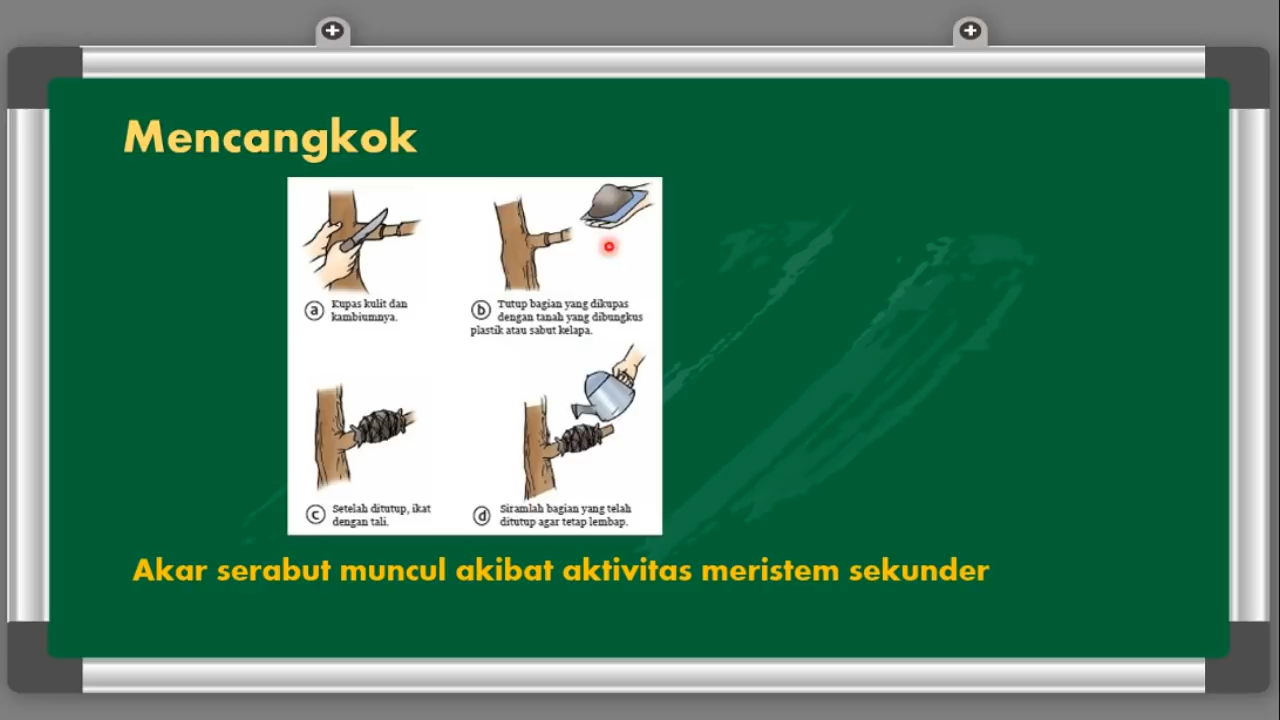 Mencangkok
a Kupas kulit dan
kambiumnya.
b Tutup bagian yang dikupas
dengan tanah yang dibungkus
plastik atau sabut kelapa.
c Setelah ditutup, ikat
dengan tali.
d Siramlah bagian yang telah
ditutup agar tetap lembap.
Akar serabut muncul akibat aktivitas meristem sekunder